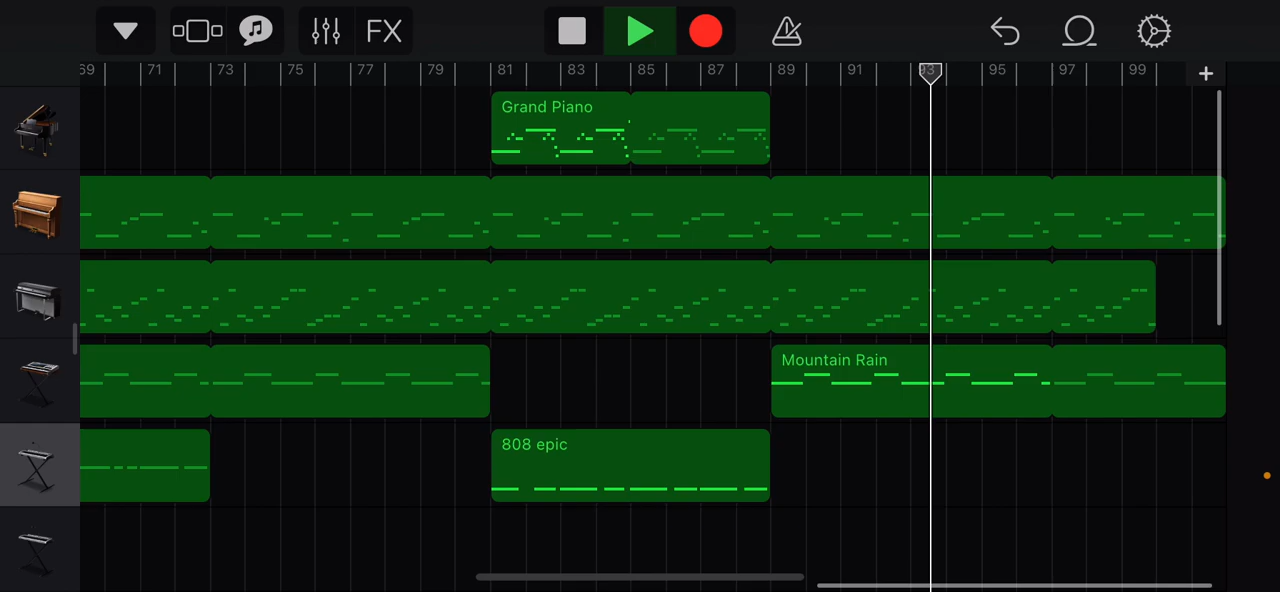 FX
69 71 73 75 77 79 81 83 85 87 89 91 93 95 97 99 +
Grand Piano
Mountain Rain
808 epic